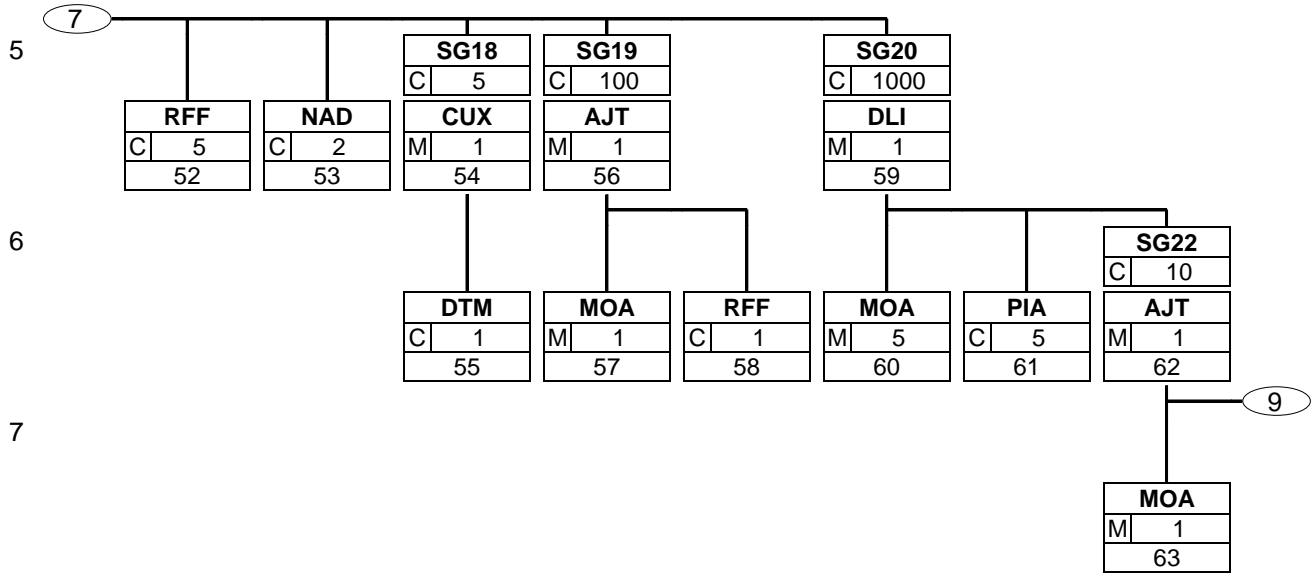 7
5
SG18 SG19 SG20
C 5 C 100 C 1000
RFF NAD CUX AJT DLI
C 5 C 2 M 1 M 1 M 1
52 53 54 56 59
6
SG22
C 10
DTM MOA RFF MOA PIA AJT
C 1 M 1 C 1 M 5 C 5 M 1
55 57 58 60 61 62
9
7
MOA
M 1
63